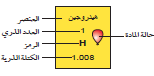 العنصر
هيدروجين
العدد الذري
1
حالة المادة
الرمز
H
الكتلة الذرية
1.008